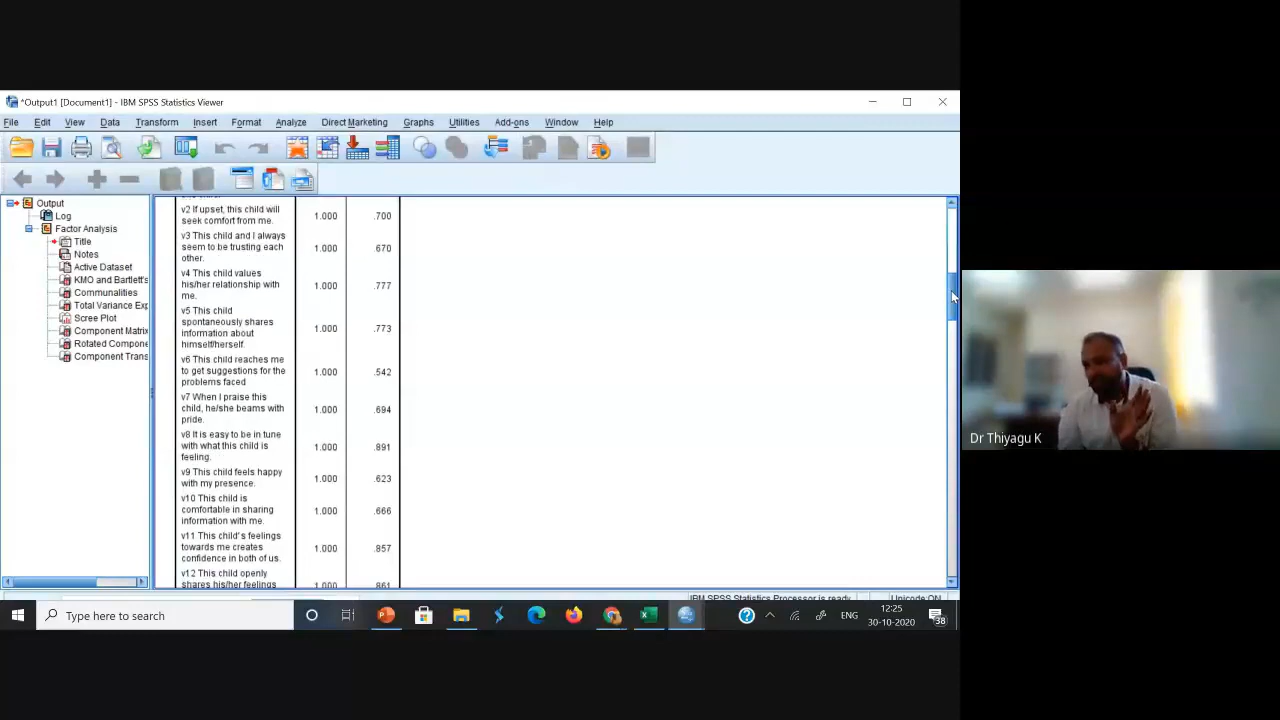 *Output1 [Document1] - IBM SPSS Statistics Viewer
File Edit View Data Transform Insert Format Analyze Direct Marketing Graphs Utilities Add-ons Window Help
Output
Log
Factor Analysis
Title
Notes
Active Dataset
KMO and Bartlett's
Communalities
Total Variance Exp
Scree Plot
Component Matrix
Rotated Compone
Component Trans
v2 If upset, this child will
seek comfort from me.
1.000 .700
v3 This child and I always
seem to be trusting each
other.
1.000 .670
v4 This child values
his/her relationship with
me.
1.000 .777
v5 This child
spontaneously shares
information about
himself/herself.
1.000 .773
v6 This child reaches me
to get suggestions for the
problems faced
1.000 .542
v7 When I praise this
child, he/she beams with
pride.
1.000 .694
v8 It is easy to be in tune
with what this child is
feeling.
1.000 .891
v9 This child feels happy
with my presence.
1.000 .623
v10 This child is
comfortable in sharing
information with me.
1.000 .666
v11 This child's feelings
towards me creates
confidence in both of us.
1.000 .857
v12 This child openly
shares his/her feelings
1.000 .861
IBM SPSS Statistics Processor is ready
Unicode:ON
Type here to search
ENG
12:25
30-10-2020
38
Dr Thiyagu K